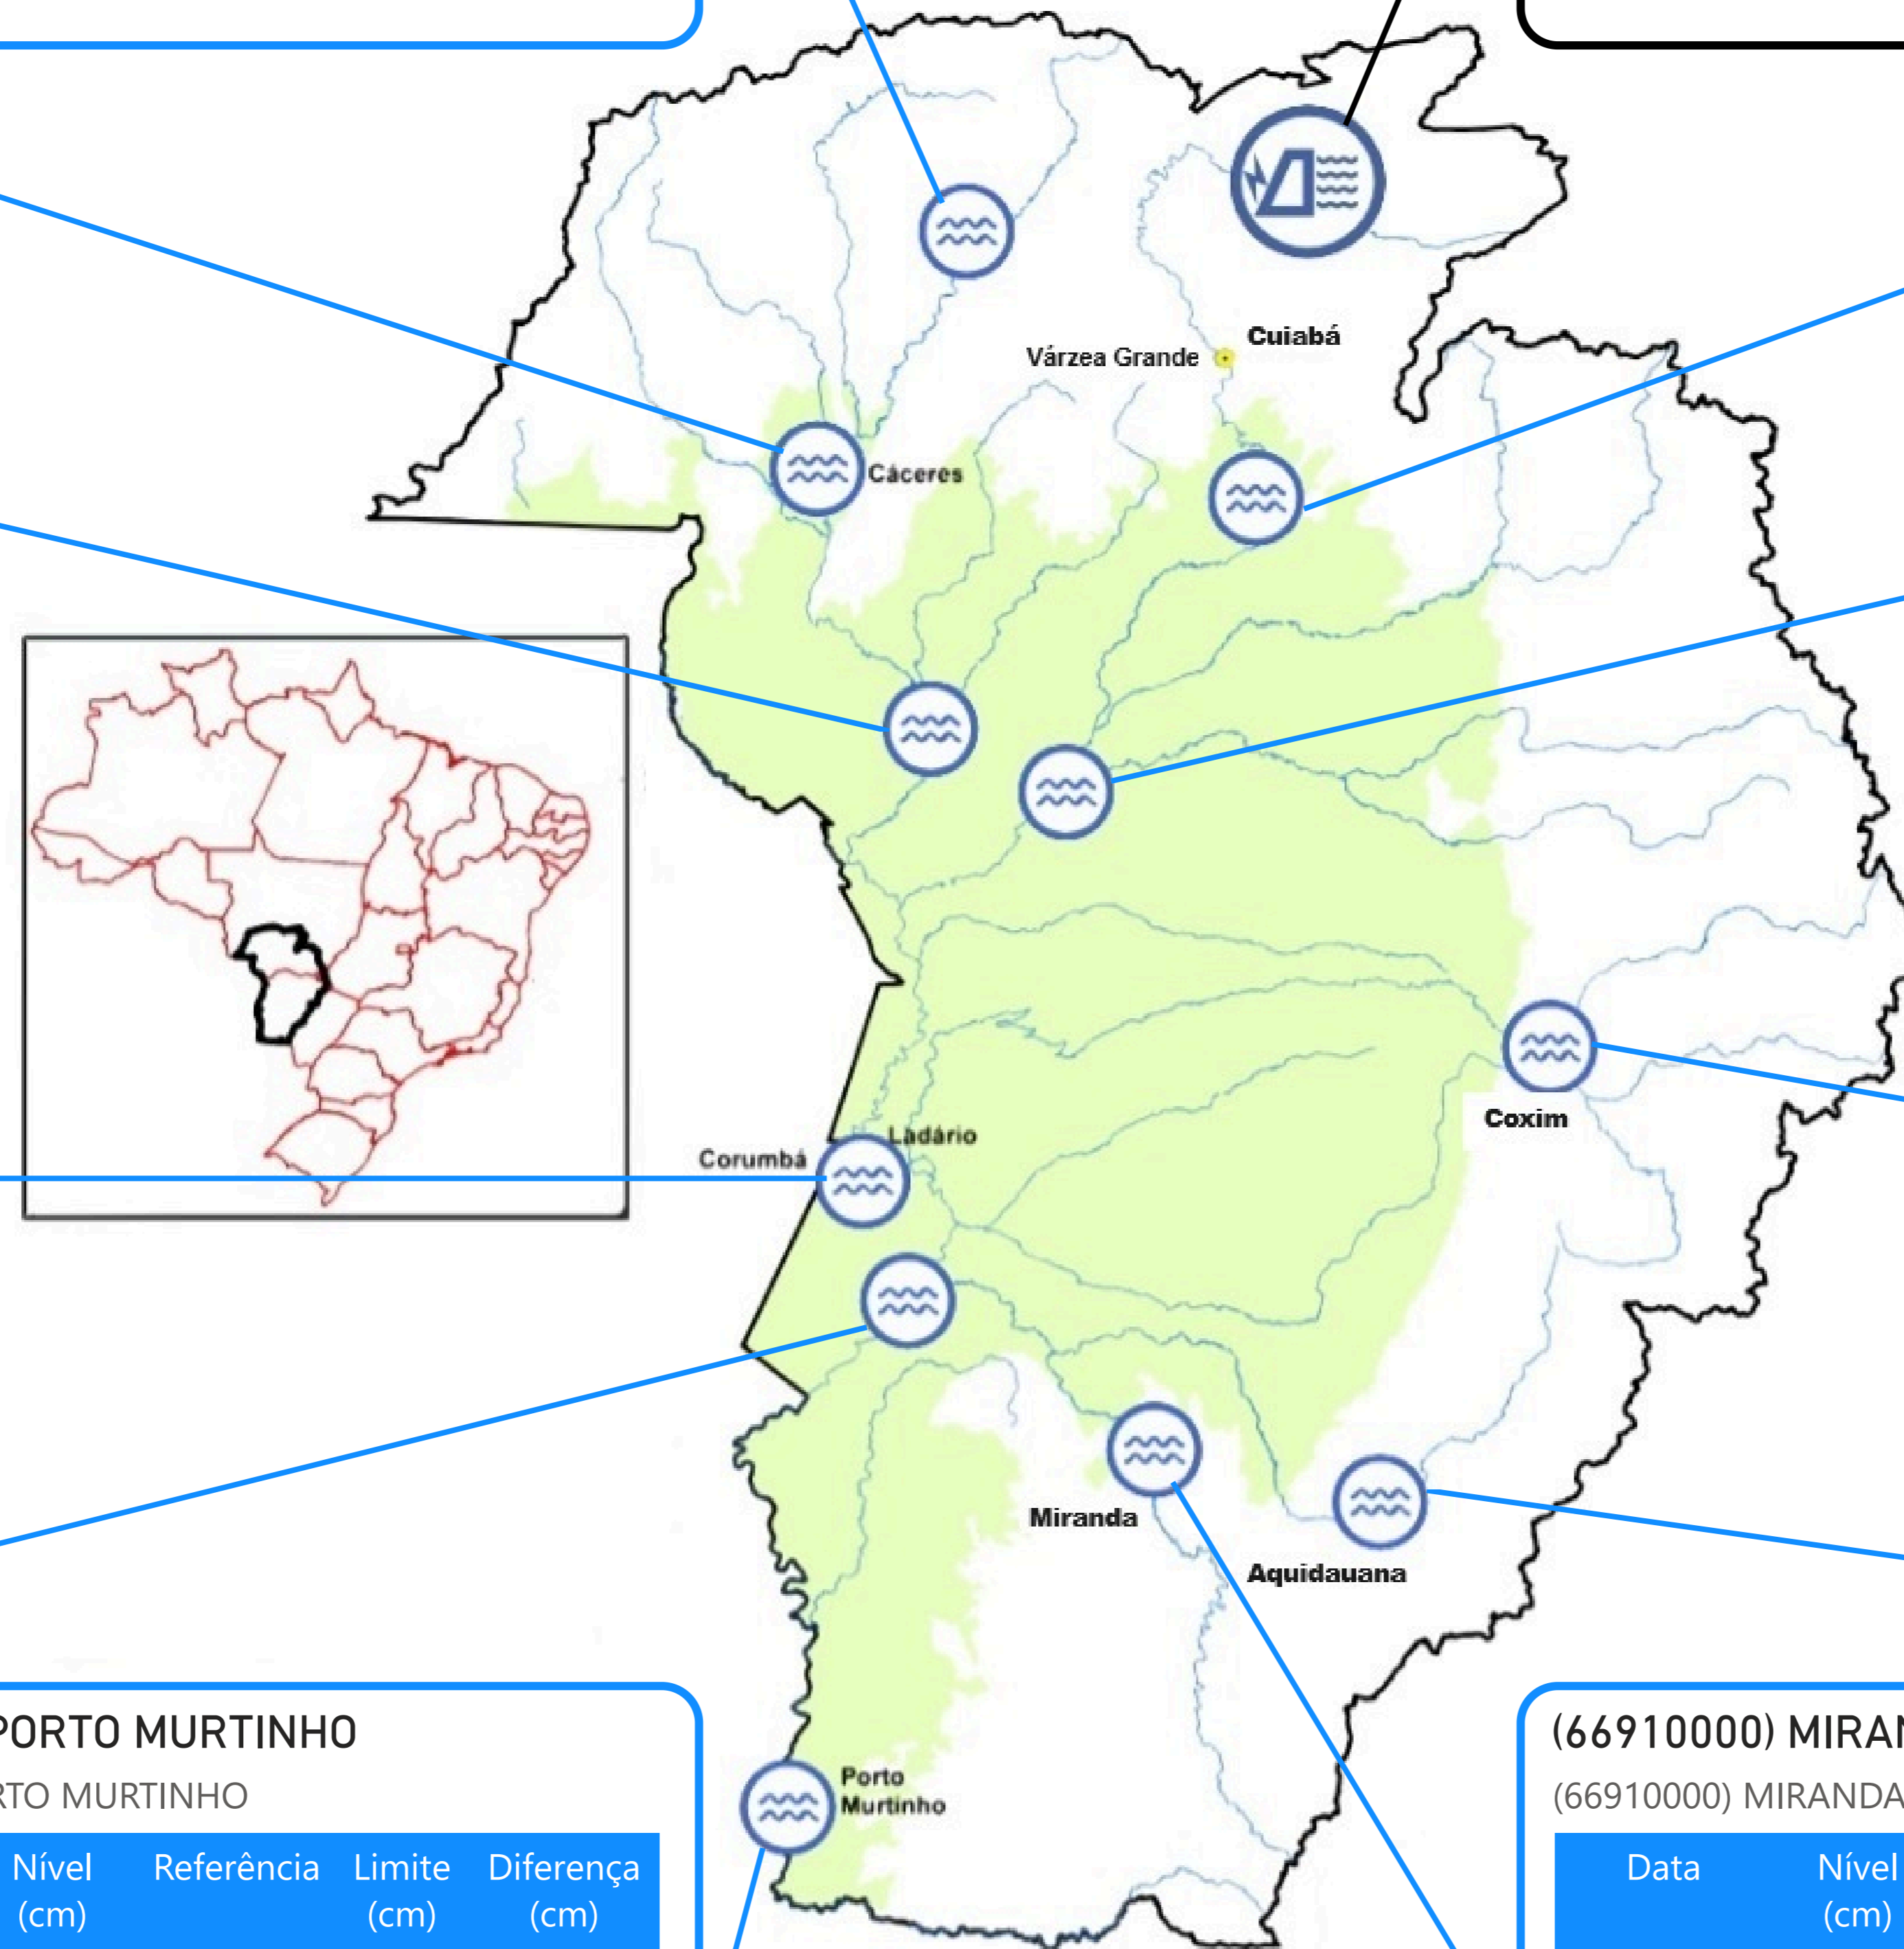 Cuiabá
Várzea Grande
Cáceres
Coxim
Ladário
Corumbá
Miranda
Aquidauana
PORTO MURTINHO
RTO MURTINHO
Nível
(cm)
Referência
Limite
(cm)
Diferença
(cm)
Porto
Murtinho
(66910000) MIRAN
(66910000) MIRANDA
Data
Nível
(cm)